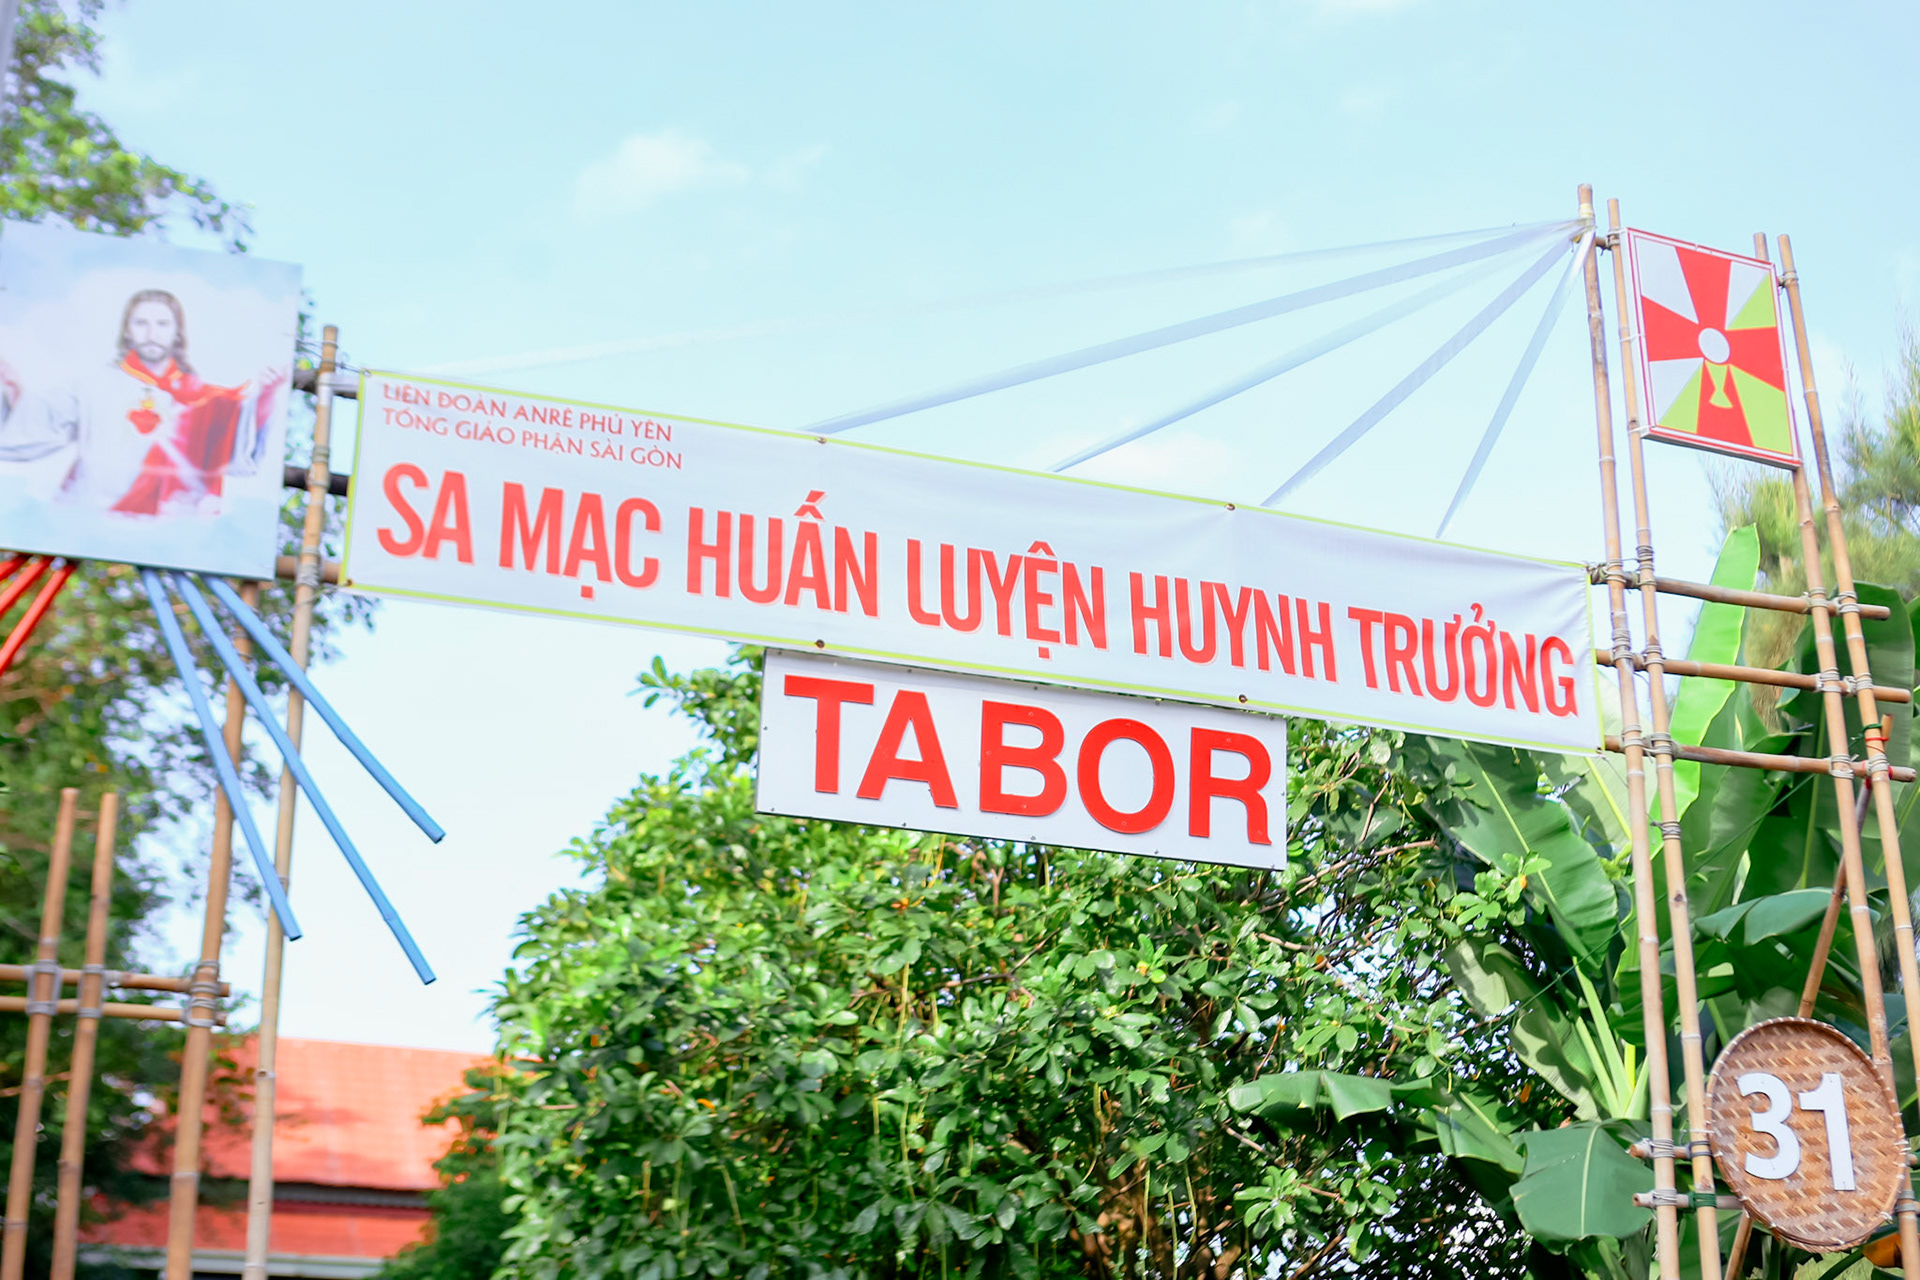 LIÊN ĐOÀN ANRÊ PHÚ YÊN
TỔNG GIÁO PHẬN SÀI GÒN
SA MẠC HUẤN LUYỆN HUYNH TRƯỞNG
TABOR
31